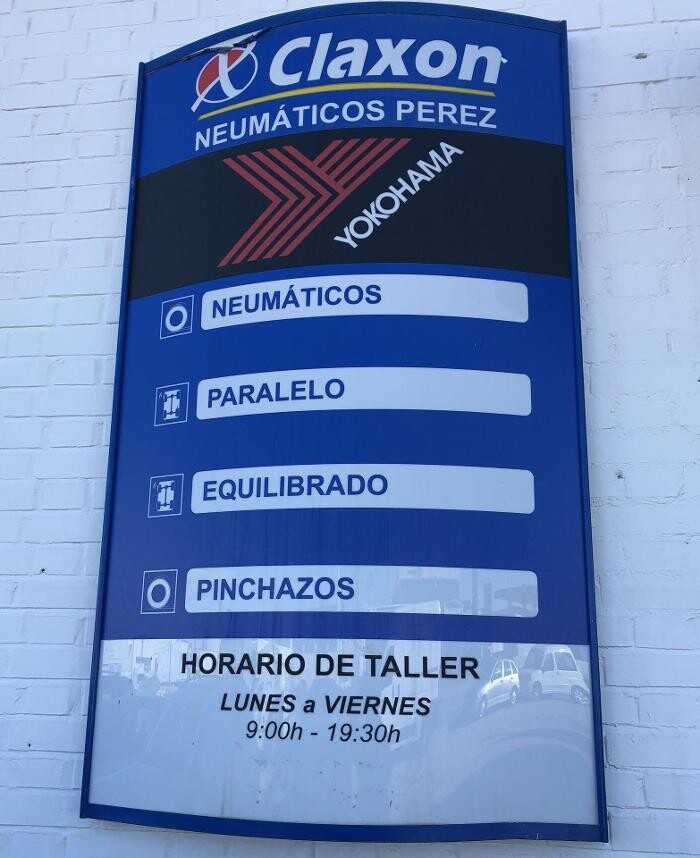 Claxon
NEUMÁTICOS PEREZ
YOKOHAMA
NEUMÁTICOS
PARALELO
EQUILIBRADO
PINCHAZOS
HORARIO DE TALLER
LUNES a VIERNES
9:00h - 19:30h